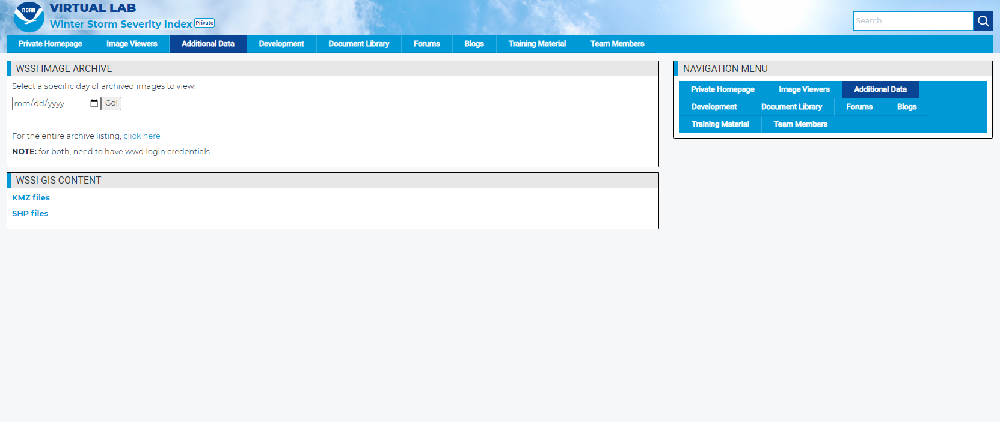 NOAA
VIRTUAL LAB
Winter Storm Severity Index Private
Search
Private Homepage Image Viewers Additional Data Development Document Library Forums Blogs Training Material Team Members
WSSI IMAGE ARCHIVE
Select a specific day of archived images to view:
mm/dd/yyyy Go!
For the entire archive listing, click here
NOTE: for both, need to have wwd login credentials
WSSI GIS CONTENT
KMZ files
SHP files
NAVIGATION MENU
Private Homepage Image Viewers Additional Data
Development Document Library Forums Blogs
Training Material Team Members